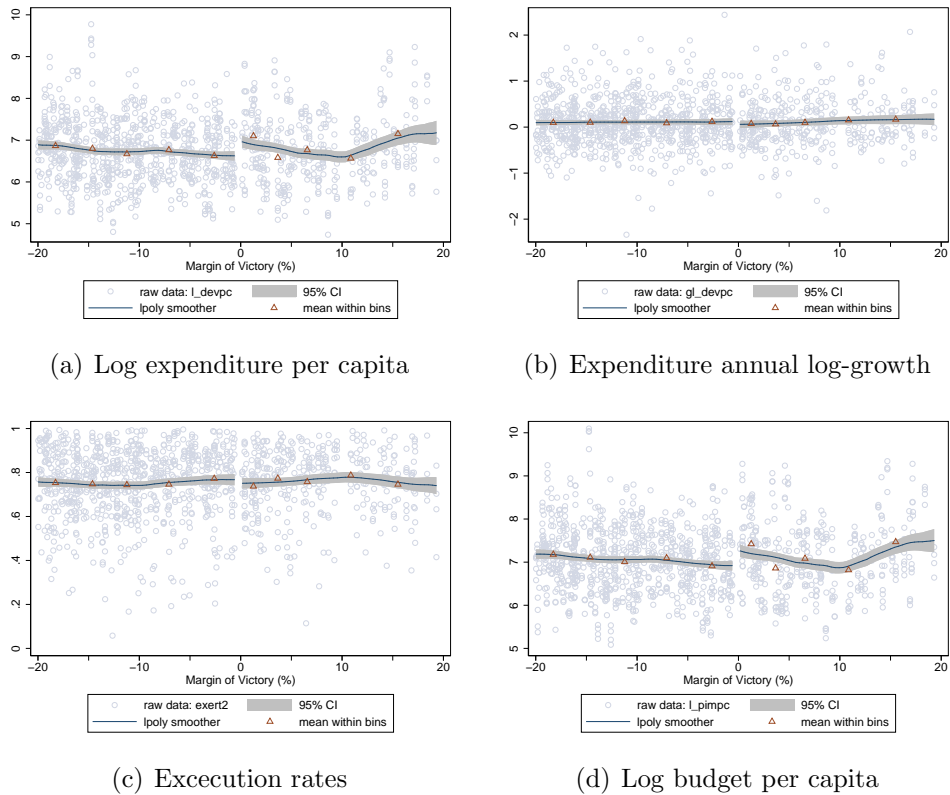 10
9
8
7
6
5
−20 −10 0 10 20
Margin of Victory (%)
raw data: l_devpc 95% CI
lpoly smoother mean within bins
(a) Log expenditure per capita
2
1
0
−1
−2
−20 −10 0 10 20
Margin of Victory (%)
raw data: gl_devpc 95% CI
lpoly smoother mean within bins
(b) Expenditure annual log-growth
1
.8
.6
.4
.2
0
−20 −10 0 10 20
Margin of Victory (%)
raw data: exert2 95% CI
lpoly smoother mean within bins
(c) Excecution rates
10
9
8
7
6
5
−20 −10 0 10 20
Margin of Victory (%)
raw data: l_pimpc 95% CI
lpoly smoother mean within bins
(d) Log budget per capita